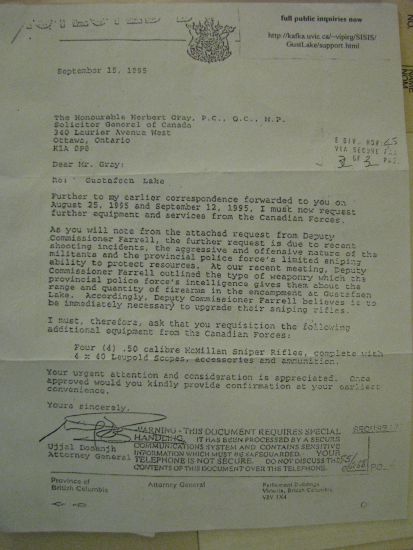 full public inquiries now
http://kafka.uvic.ca/~vipirg/SISIS/
GustLake/support.html
September 15, 1995
The Honourable Herbert Gray, P.C., Q.C., M.P.
Solicitor General of Canada
340 Laurier Avenue West
Ottawa, Ontario
K1A 0P8
Dear Mr. Gray:
Re: Gustafsen Lake
Further to my earlier correspondence forwarded to you on
August 25, 1995 and September 12, 1995, I must now request
further equipment and services from the Canadian Forces.
As you will note from the attached request from Deputy
Commissioner Farrell, the further request is due to recent
shooting incidents, the aggressive and offensive nature of the
militants and the provincial police force's limited sniping
ability to protect resources. At our recent meeting, Deputy
Commissioner Farrell outlined the type of weaponry which the
provincial police force's intelligence gives them about the
range and quantity of firearms in the encampment at Gustafsen
Lake. Accordingly, Deputy Commissioner Farrell believes it to
be immediately necessary to upgrade their sniping rifles.
I must, therefore, ask that you requisition the following
additional equipment from the Canadian Forces:
Four (4) .50 calibre McMillan Sniper Rifles, complete with
4 x 40 Leupold Scopes, accessories and ammunition.
Your urgent attention and consideration is appreciated. Once
approved would you kindly provide confirmation at your earliest
convenience.
Yours sincerely,
Ujjal Dosanjh
Attorney General
WARNING - THIS DOCUMENT REQUIRES SPECIAL
HANDLING. IT HAS BEEN PROCESSED BY A SECURE
COMMUNICATIONS SYSTEM AND CONTAINS SENSITIVE
INFORMATION WHICH MUST BE SAFEGUARDED. YOUR
TELEPHONE IS NOT SECURE. DO NOT DISCUSS THE
CONTENTS OF THIS DOCUMENT OVER THE TELEPHONE.
Province of
British Columbia
Attorney General
Parliament Buildings
Victoria, British Columbia
V8V 1X4